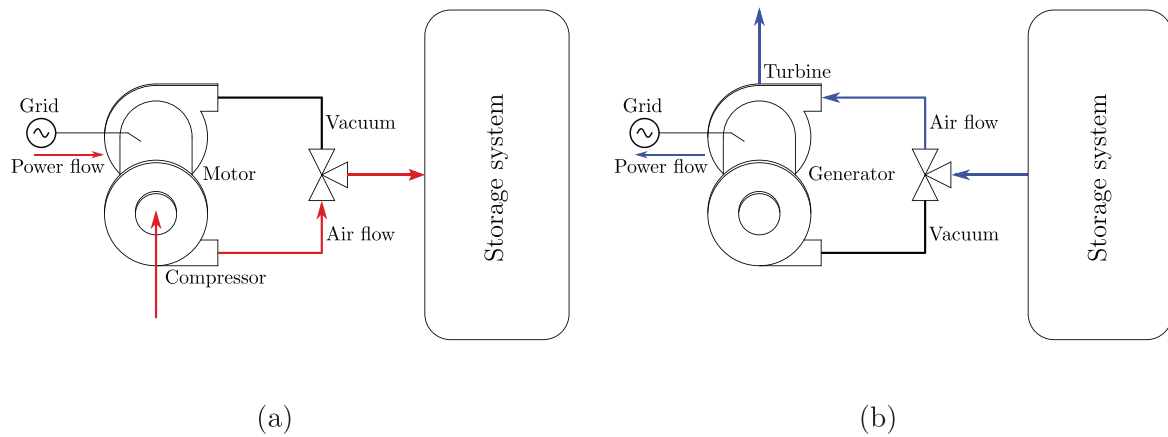 Grid
Power flow
Motor
Vacuum
Air flow
Compressor
Storage system
(a)
Turbine
Grid
Power flow
Generator
Air flow
Vacuum
Storage system
(b)